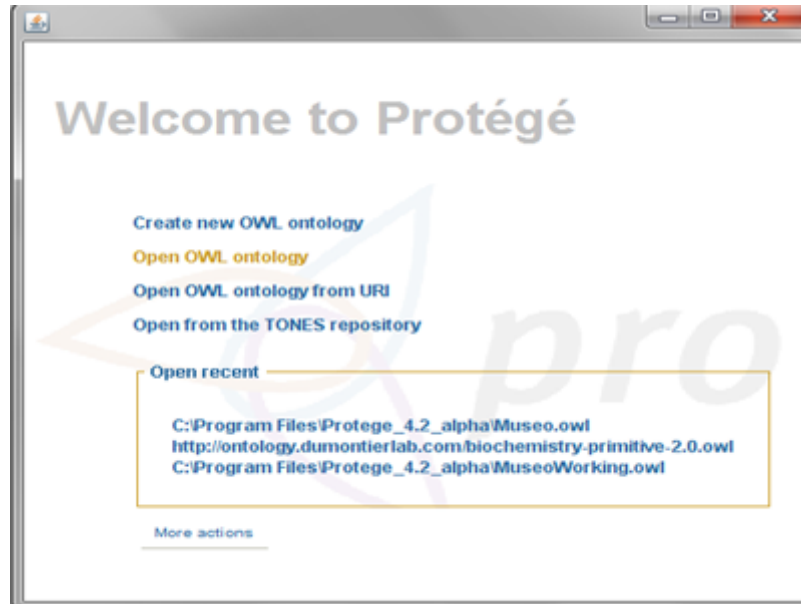 Welcome to Protégé
Create new OWL ontology
Open OWL ontology
Open OWL ontology from URI
Open from the TONES repository
pro
Open recent
C:\Program Files\Protege_4.2_alpha\Museo.owl
http://ontology.dumontierlab.com/biochemistry-primitive-2.0.owl
C:\Program Files\Protege_4.2_alpha\MuseoWorking.owl
More actions